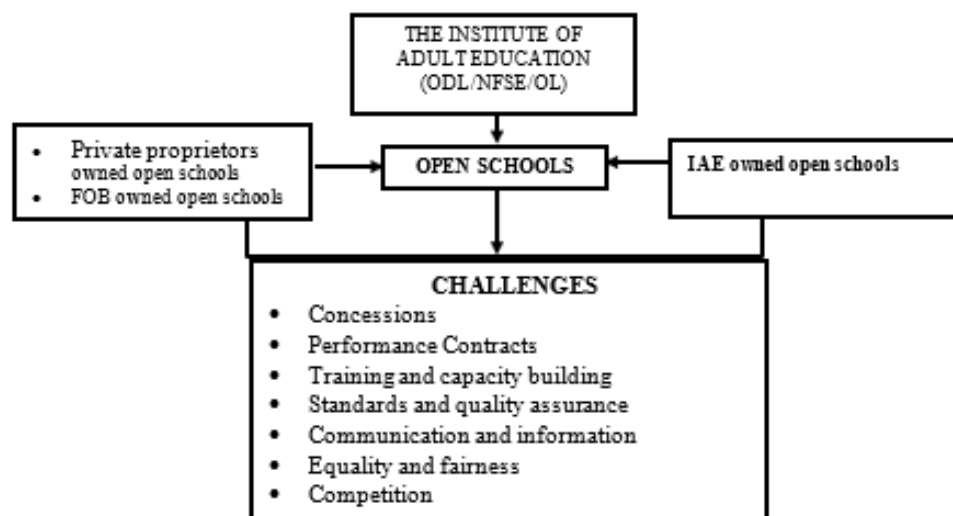 THE INSTITUTE OF
ADULT EDUCATION
(ODL/NFSE/OL)
• Private proprietors
owned open schools
• FOB owned open schools
OPEN SCHOOLS
IAE owned open schools
CHALLENGES
• Concessions
• Performance Contracts
• Training and capacity building
• Standards and quality assurance
• Communication and information
• Equality and fairness
• Competition